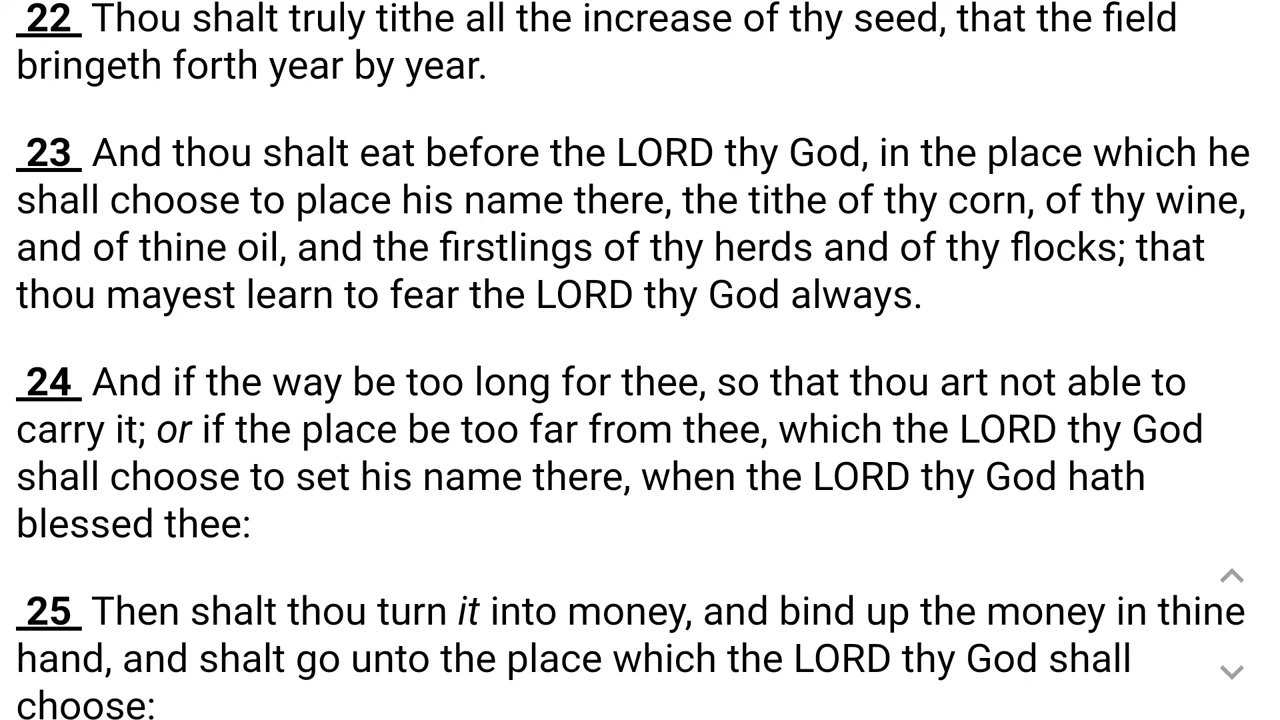 22 Thou shalt truly tithe all the increase of thy seed, that the field
bringeth forth year by year.
23 And thou shalt eat before the LORD thy God, in the place which he
shall choose to place his name there, the tithe of thy corn, of thy wine,
and of thine oil, and the firstlings of thy herds and of thy flocks; that
thou mayest learn to fear the LORD thy God always.
24 And if the way be too long for thee, so that thou art not able to
carry it; or if the place be too far from thee, which the LORD thy God
shall choose to set his name there, when the LORD thy God hath
blessed thee:
25 Then shalt thou turn it into money, and bind up the money in thine
hand, and shalt go unto the place which the LORD thy God shall
choose: